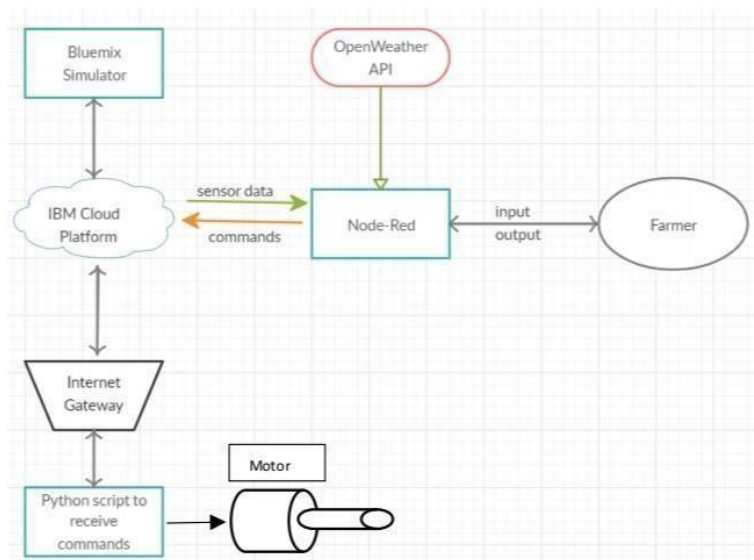 Bluemix
Simulator
OpenWeather
API
sensor data
IBM Cloud
Platform
commands
Node-Red
input
output
Farmer
Internet
Gateway
Motor
Python script to
receive
commands